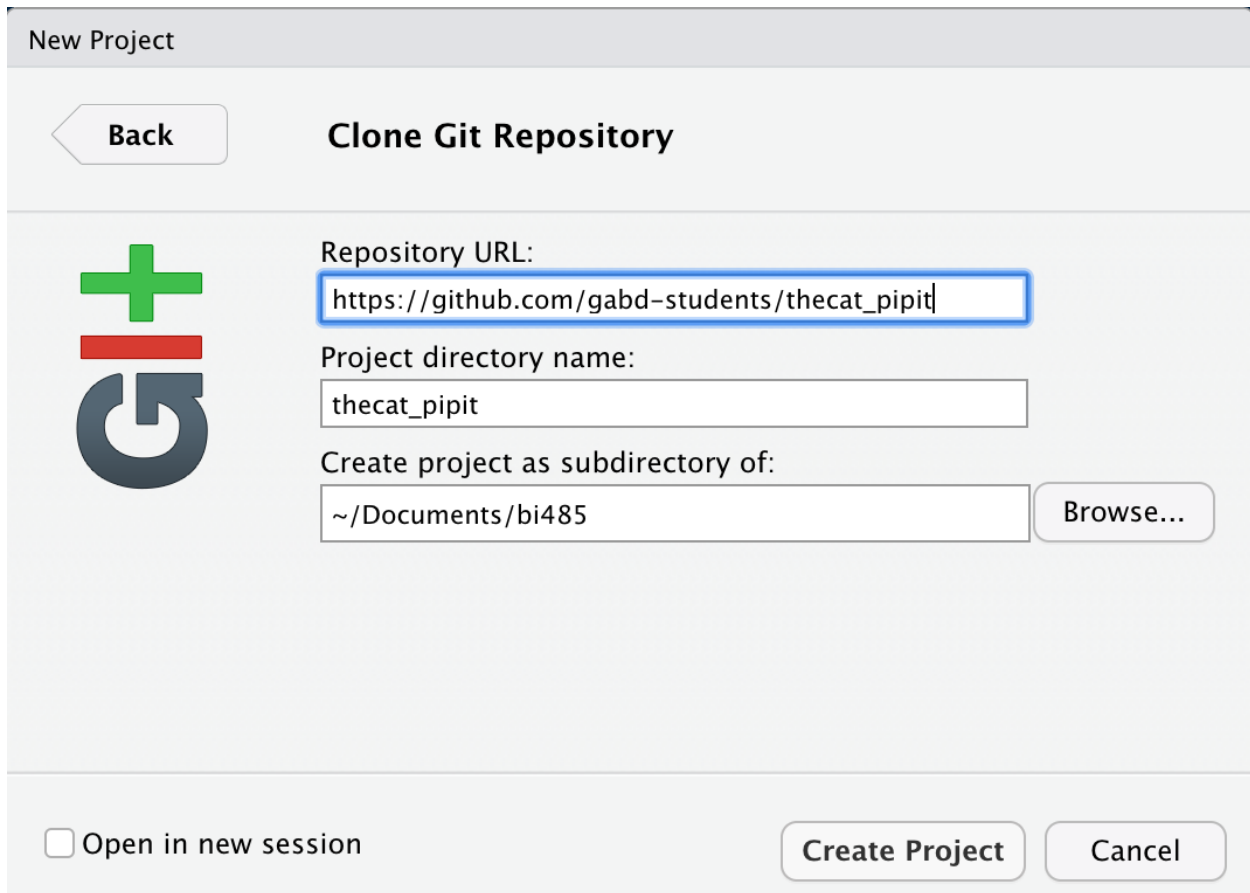 New Project
Back
Clone Git Repository
GIt
Repository URL:
https://github.com/gabd-students/thecat_pipit
Project directory name:
thecat_pipit
Create project as subdirectory of:
~/Documents/bi485
Browse...
Open in new session
Create Project
Cancel